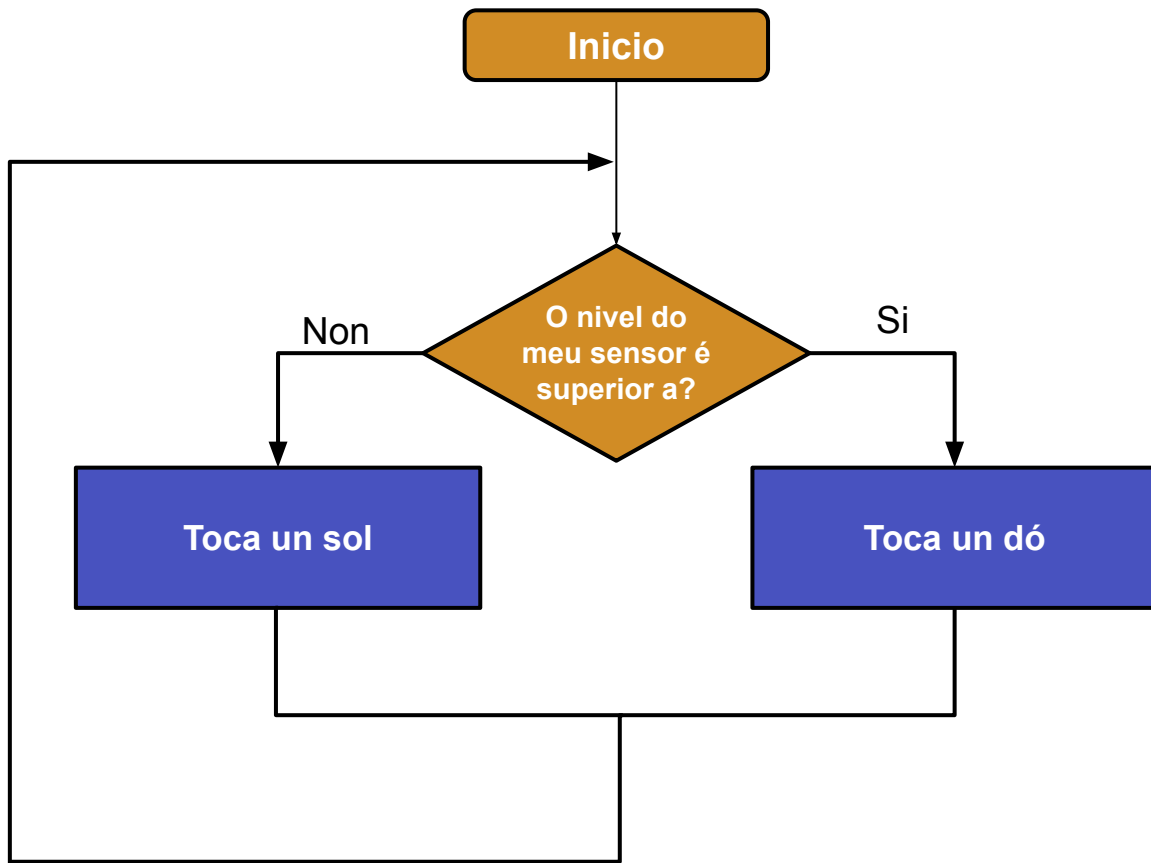 Inicio
O nivel do
meu sensor é
superior a?
Non
Si
Toca un sol
Toca un dó